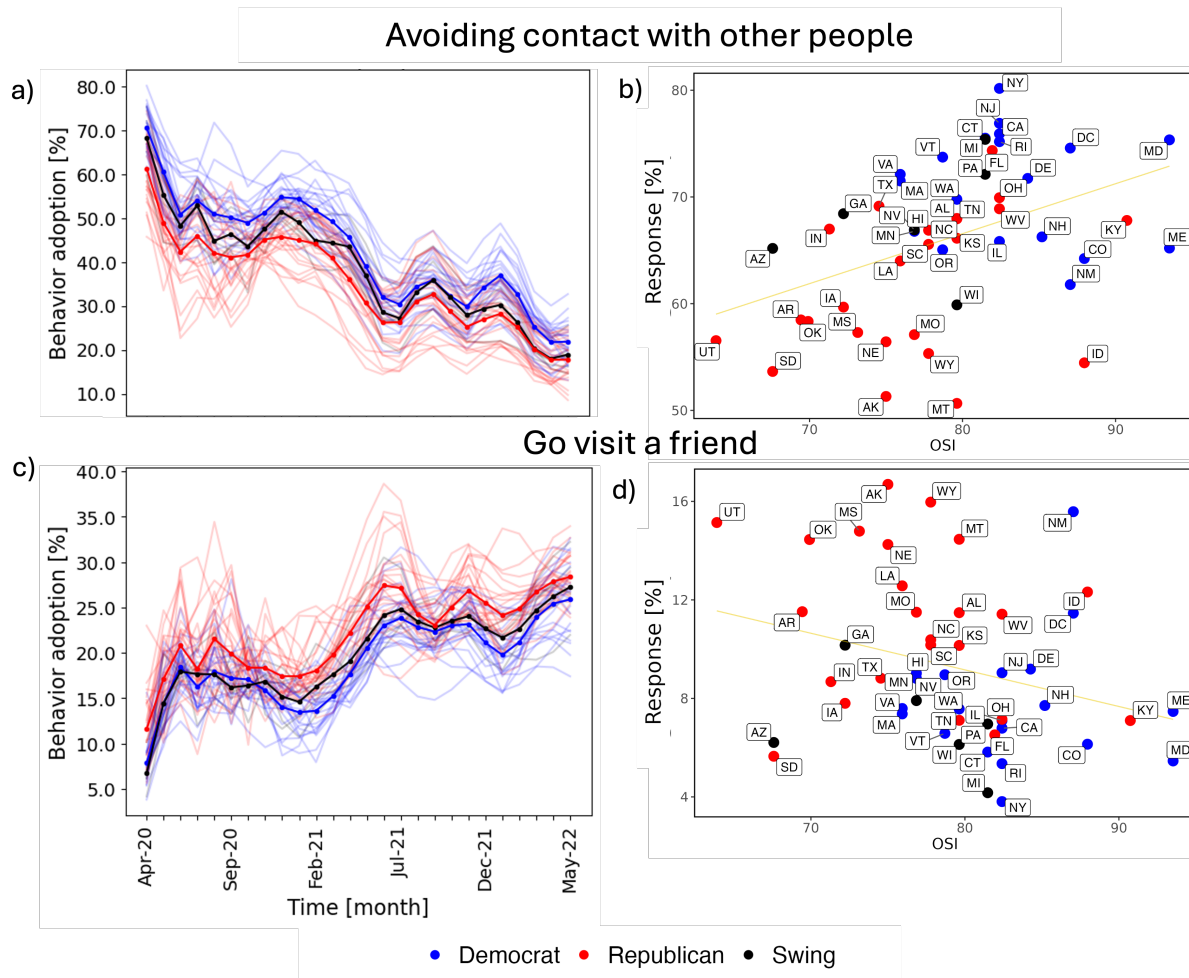 Avoiding contact with other people
a)
80.0
70.0
60.0
50.0
40.0
30.0
20.0
10.0
Behavior adoption [%]
b)
80
70
60
50
Response [%]
NY
NJ
CT
CA
MI
RI
DC
MD
VT
PA
FL
VA
DE
TX
MA
WA
OH
GA
NV
HI
AL
TN
WV
IN
MN
NC
NH
KY
AZ
SC
KS
IL
CO
ME
LA
OR
NM
IA
WI
AR
OK
MS
MO
UT
NE
WY
SD
ID
AK
MT
70
80
90
OSI
Go visit a friend
c)
40.0
35.0
30.0
25.0
20.0
15.0
10.0
5.0
Behavior adoption [%]
Apr-20
Sep-20
Feb-21
Jul-21
Dec-21
May-22
Time [month]
d)
16
12
8
4
Response [%]
AK
WY
UT
MS
OK
MT
NM
NE
LA
MO
AL
ID
AR
WV
DC
GA
NC
KS
SC
IN
TX
HI
NJ
DE
MN
OR
NV
NH
IA
VA
WA
IL
OH
KY
ME
MA
TN
CA
AZ
VT
PA
FL
WI
CO
MD
SD
CT
RI
MI
NY
70
80
90
OSI
Democrat
Republican
Swing